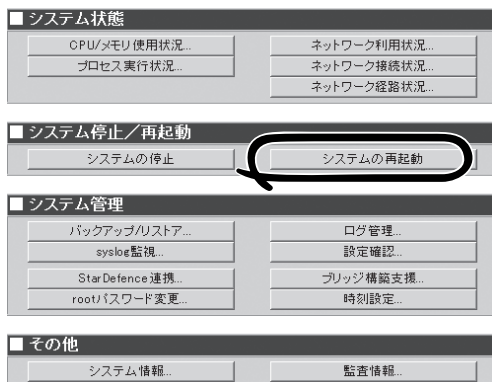 ■ システム状態
CPU/メモリ使用状況... ネットワーク利用状況...
プロセス実行状況... ネットワーク接続状況...
ネットワーク経路状況...
■ システム停止／再起動
システムの停止 システムの再起動
■ システム管理
バックアップ/リストア... ログ管理...
syslog監視... 設定確認...
StarDefence連携... ブリッジ構築支援...
rootパスワード変更... 時刻設定...
■ その他
システム情報... 監査情報...